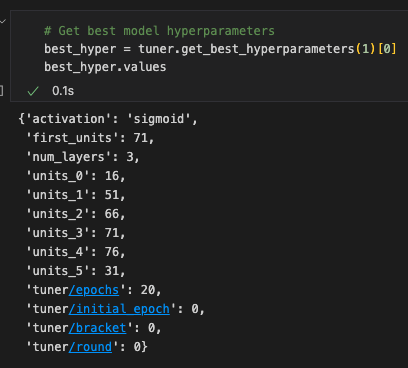 # Get best model hyperparameters
best_hyper = tuner.get_best_hyperparameters(1)[0]
best_hyper.values
0.1s
{'activation': 'sigmoid',
'first_units': 71,
'num_layers': 3,
'units_0': 16,
'units_1': 51,
'units_2': 66,
'units_3': 71,
'units_4': 76,
'units_5': 31,
'tuner/epochs': 20,
'tuner/initial_epoch': 0,
'tuner/bracket': 0,
'tuner/round': 0}